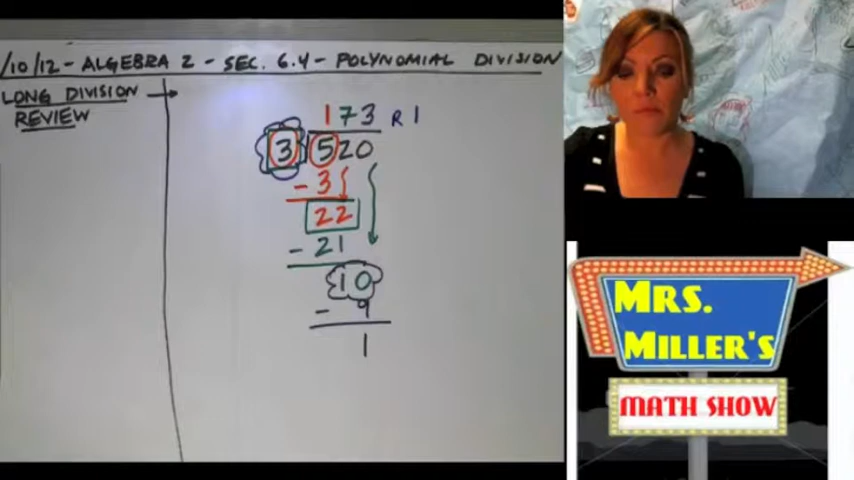 /10/12 - ALGEBRA 2 - SEC. 6.4 - POLYNOMIAL DIVISION
LONG DIVISION
REVIEW
173 R 1
3 520
- 3
22
- 21
10
- 9
1
MRS.
MILLER'S
MATH SHOW